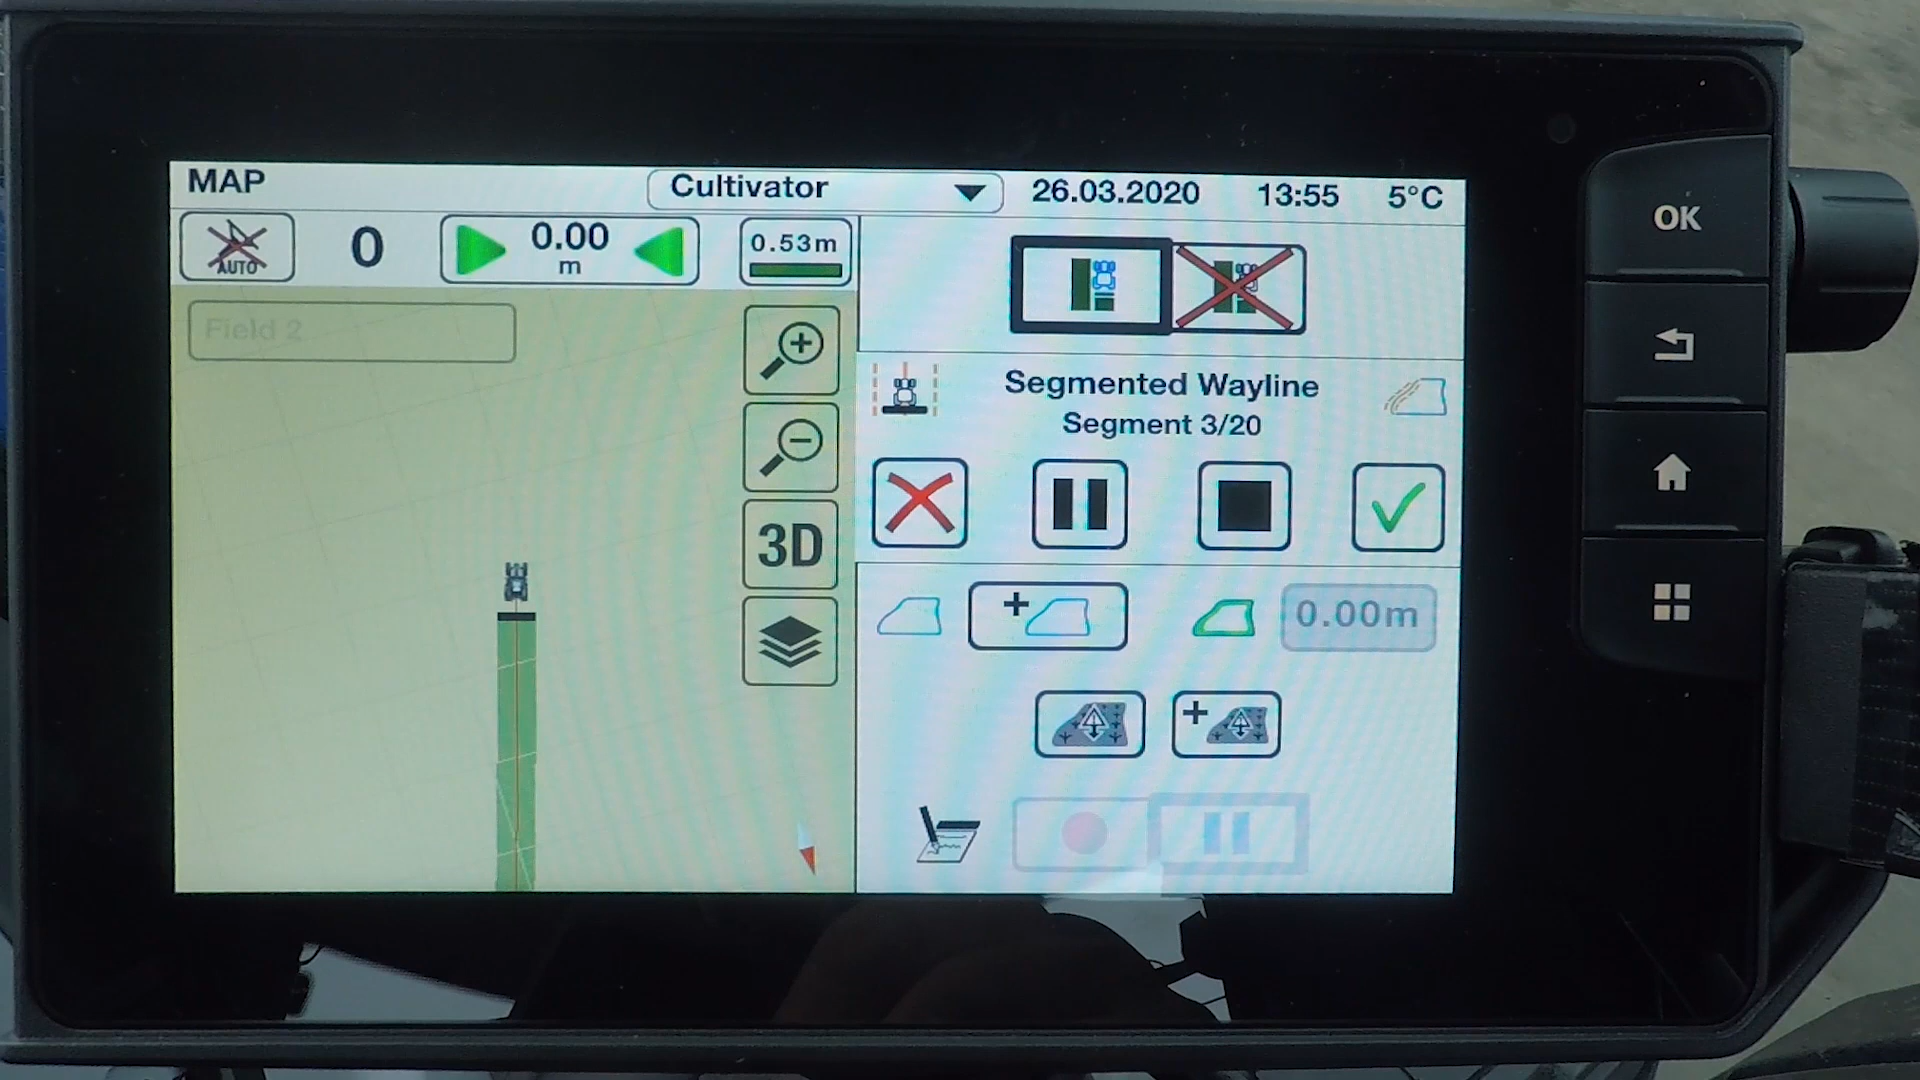 MAP
Cultivator
26.03.2020
13:55
5°C
AUTO
0
0.00
m
0.53m
Field 2
3D
Segmented Wayline
Segment 3/20
0.00m
OK